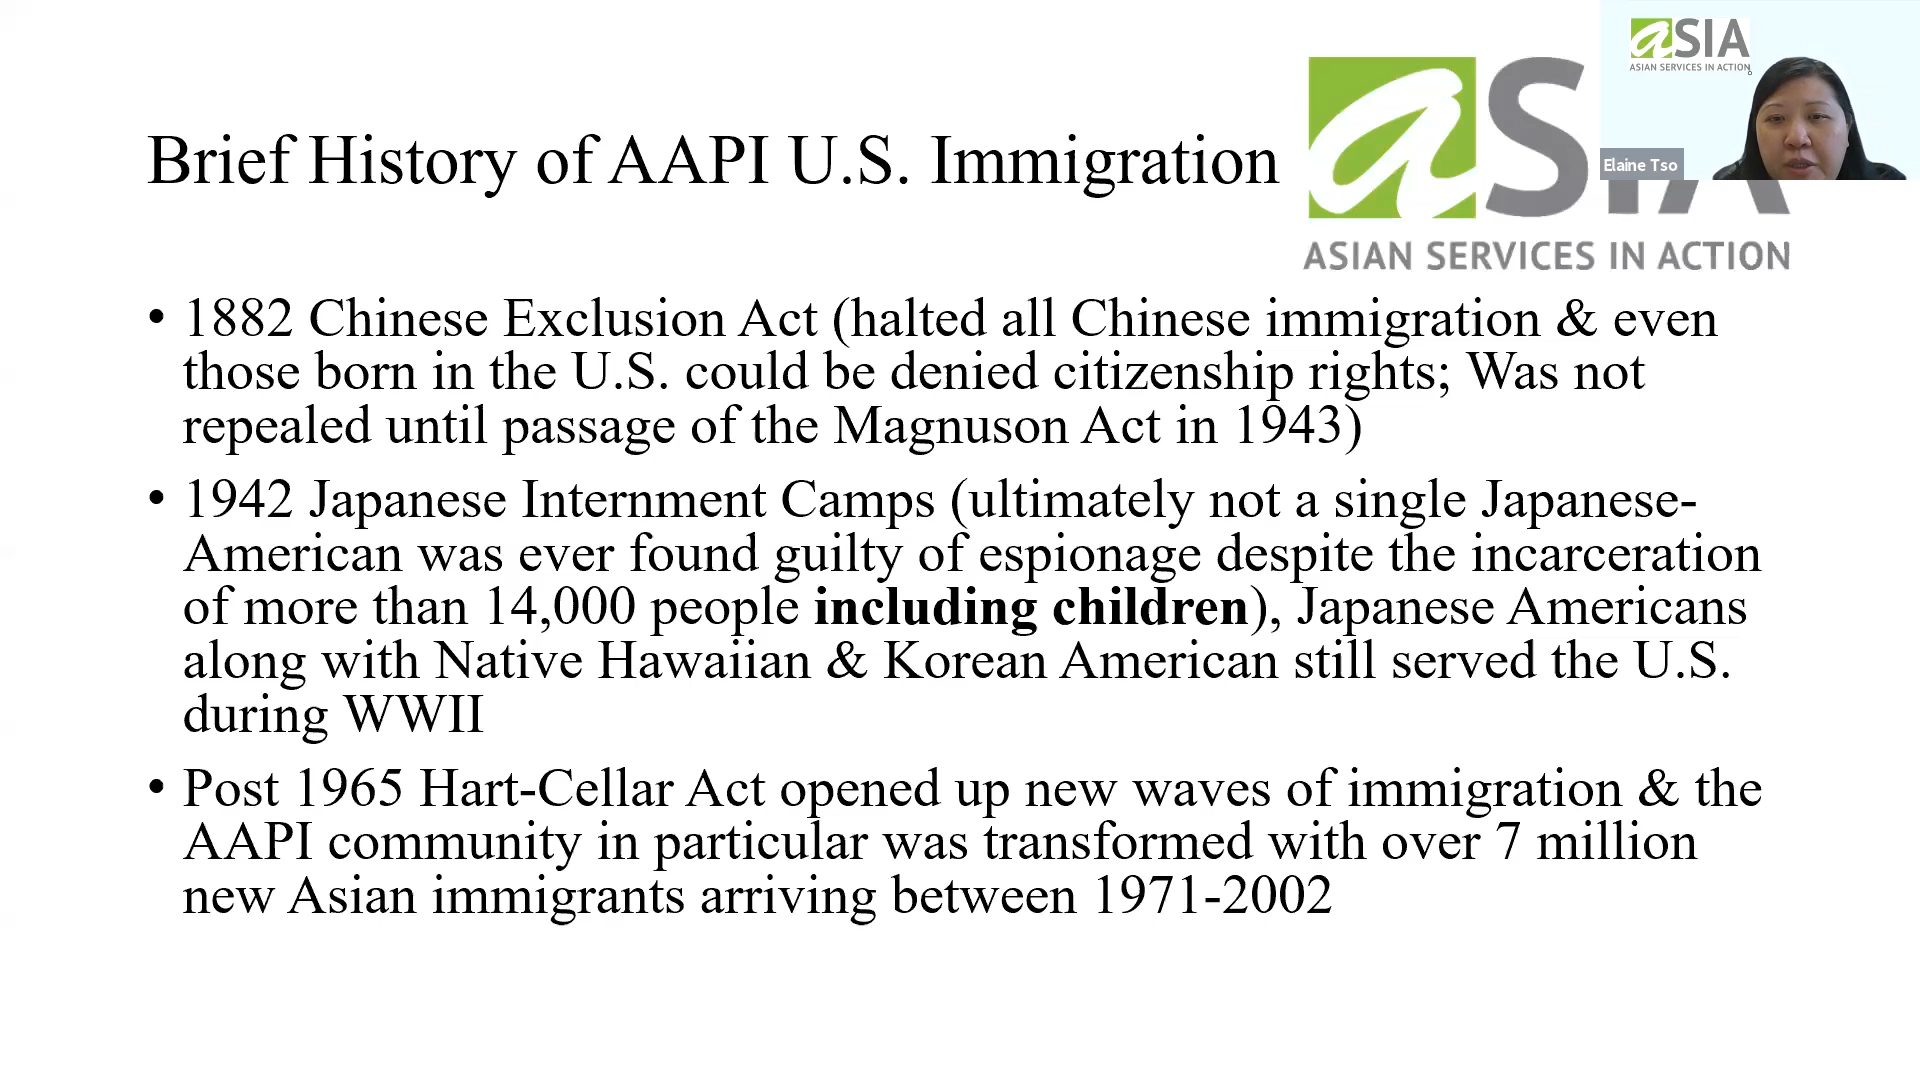 aSIA
ASIAN SERVICES IN ACTION
Elaine Tso
Brief History of AAPI U.S. Immigration
aSIA
ASIAN SERVICES IN ACTION
• 1882 Chinese Exclusion Act (halted all Chinese immigration & even
those born in the U.S. could be denied citizenship rights; Was not
repealed until passage of the Magnuson Act in 1943)
• 1942 Japanese Internment Camps (ultimately not a single Japanese-
American was ever found guilty of espionage despite the incarceration
of more than 14,000 people including children), Japanese Americans
along with Native Hawaiian & Korean American still served the U.S.
during WWII
• Post 1965 Hart-Cellar Act opened up new waves of immigration & the
AAPI community in particular was transformed with over 7 million
new Asian immigrants arriving between 1971-2002